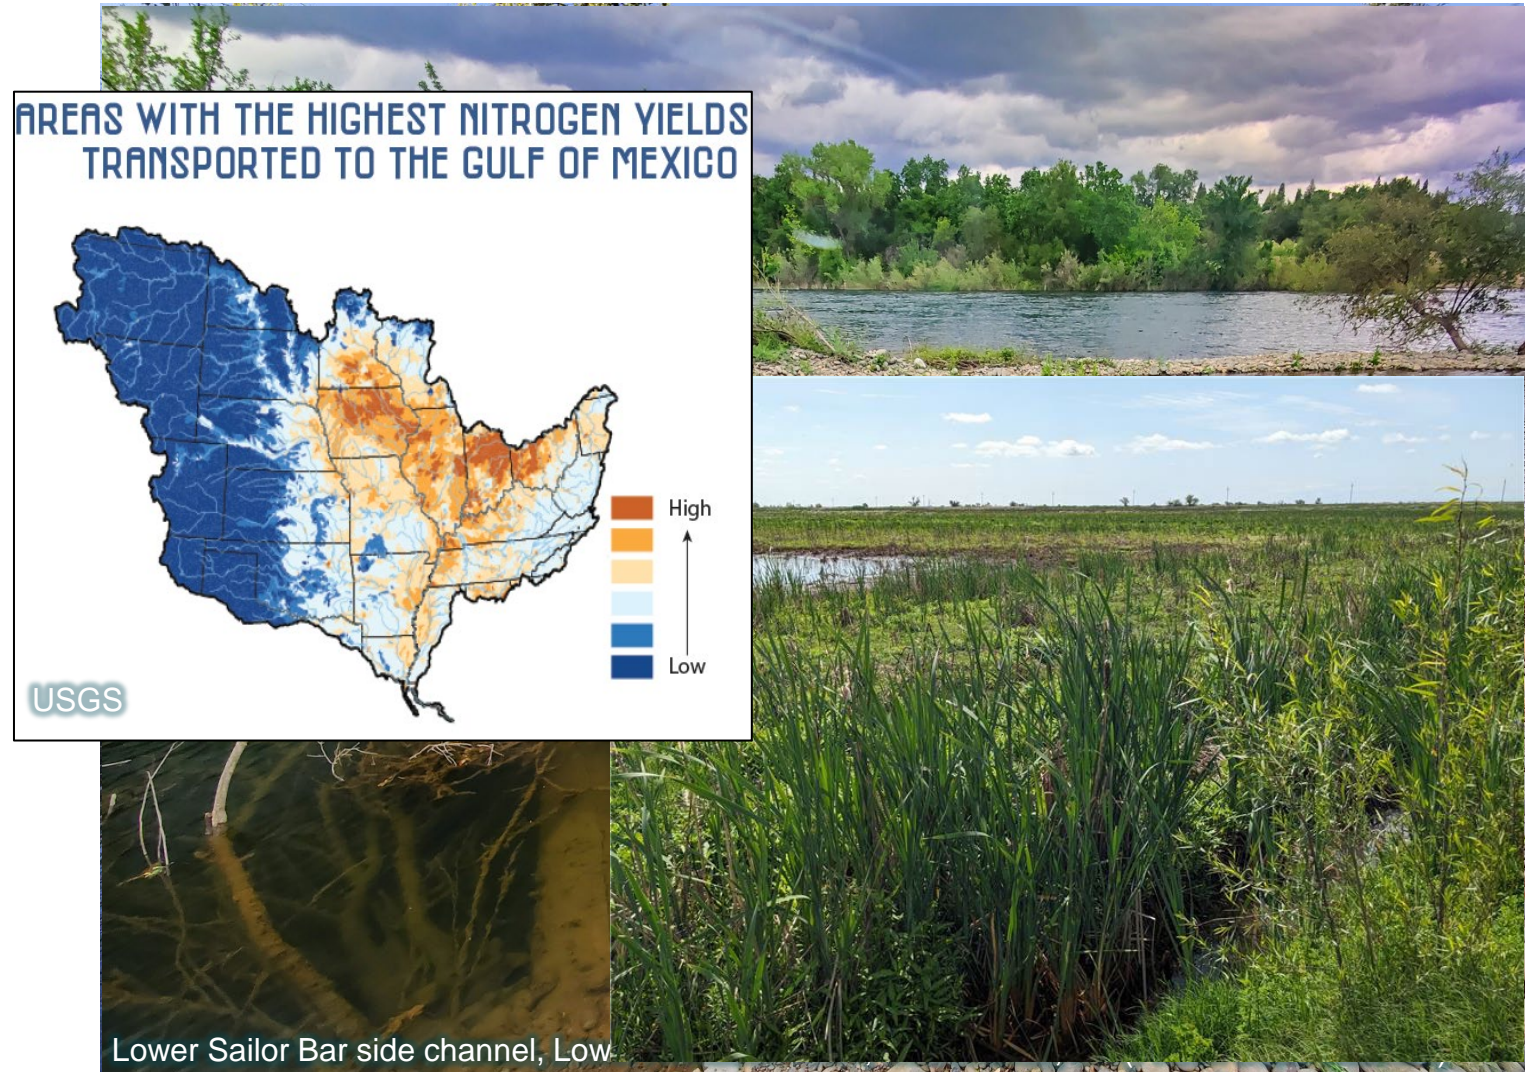 AREAS WITH THE HIGHEST NITROGEN YIELDS
TRANSPORTED TO THE GULF OF MEXICO
High
Low
USGS
Lower Sailor Bar side channel, Low